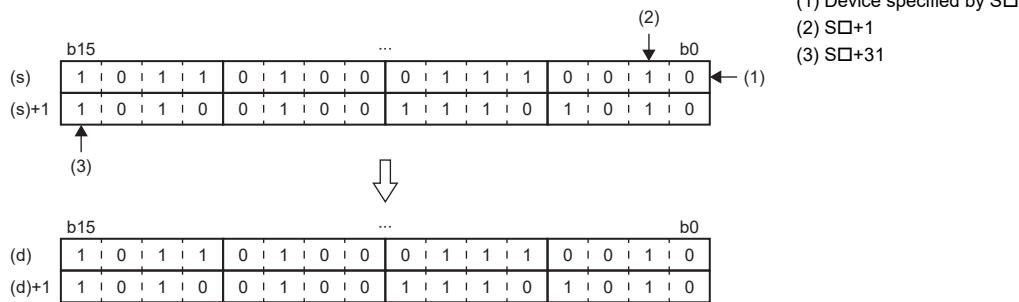 (1) Device specified by S□
(2) S□+1
(3) S□+31
(2)
b15 ... b0
(s) 1 0 1 1 0 1 0 0 0 1 1 1 0 0 1 0 (1)
(s)+1 1 0 1 0 0 1 0 0 1 1 1 0 1 0 1 0
(3)
b15 ... b0
(d) 1 0 1 1 0 1 0 0 0 1 1 1 0 0 1 0
(d)+1 1 0 1 0 0 1 0 0 1 1 1 0 1 0 1 0